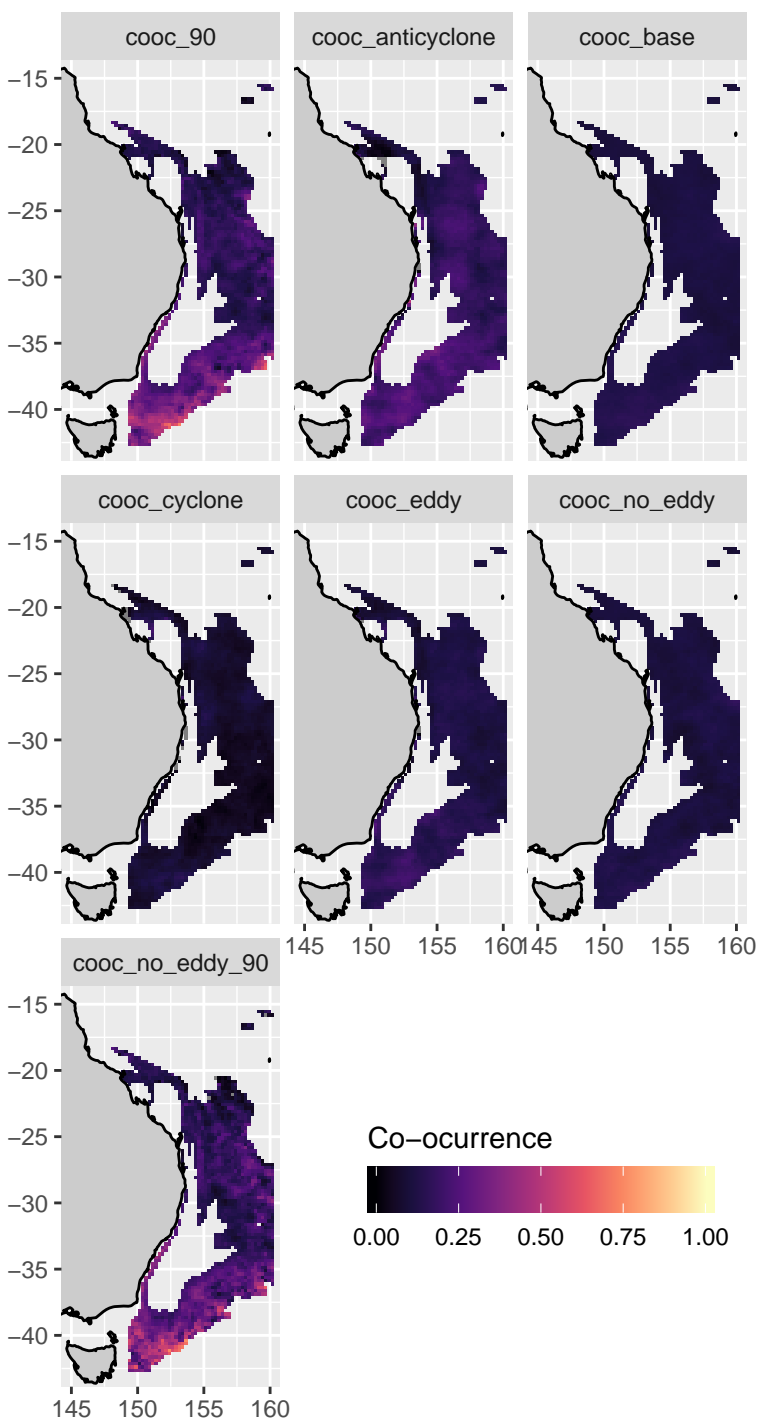 cooc_90 cooc_anticyclone cooc_base
−15
−20
−25
−30
−35
−40
cooc_cyclone cooc_eddy cooc_no_eddy
−15
−20
−25
−30
−35
−40
145 150 155 160 145 150 155 160
cooc_no_eddy_90
−15
−20
−25
−30
−35
−40
145 150 155 160
Co−ocurrence
0.00 0.25 0.50 0.75 1.00